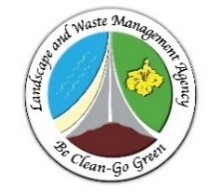 Landscape and Waste Management Agency
Be Clean-Go Green